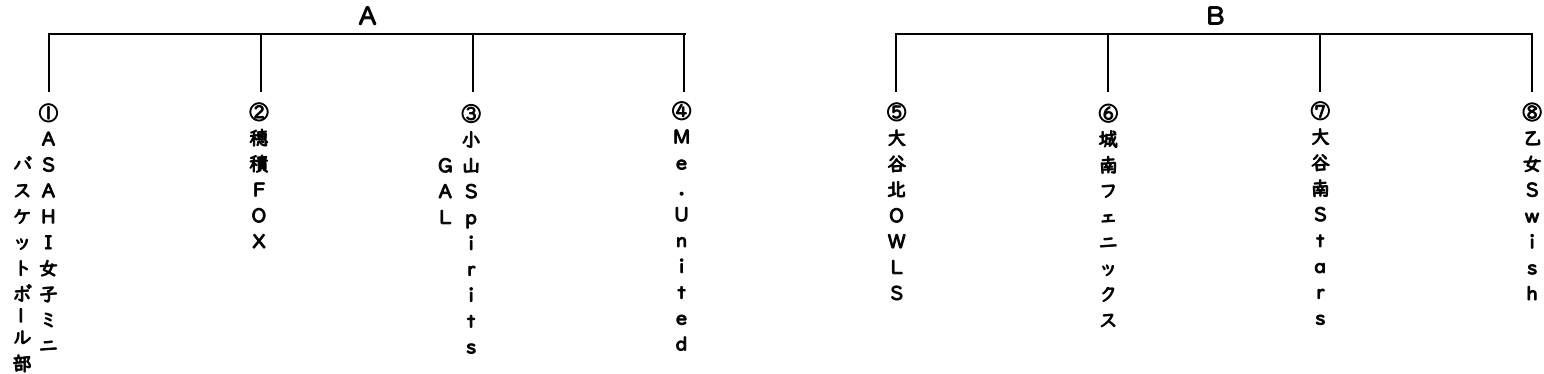 A
①ASAHI女子ミニ
バスケットボール部
②穂積FOX
③小山Spirits
GAL
④Me.United
B
⑤大谷北OWLS
⑥城南フェニックス
⑦大谷南Stars
⑧乙女Swish